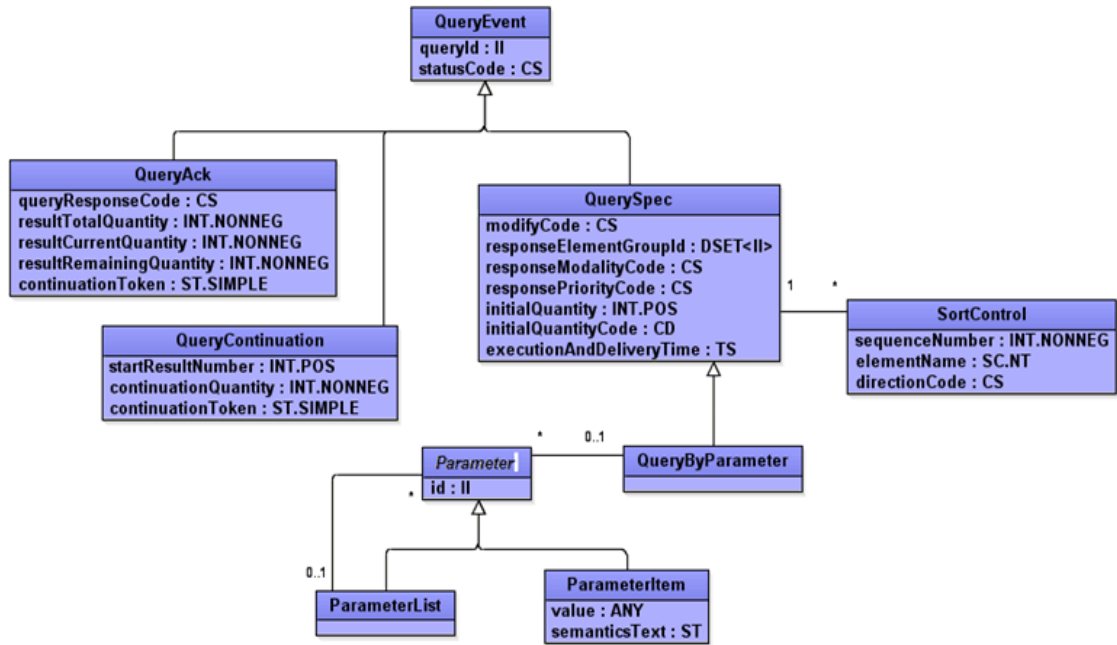 QueryEvent
queryId : II
statusCode : CS
QueryAck
queryResponseCode : CS
resultTotalQuantity : INT.NONNEG
resultCurrentQuantity : INT.NONNEG
resultRemainingQuantity : INT.NONNEG
continuationToken : ST.SIMPLE
QuerySpec
modifyCode : CS
responseElementGroupId : DSET<II>
responseModalityCode : CS
responsePriorityCode : CS
initialQuantity : INT.POS
initialQuantityCode : CD
executionAndDeliveryTime : TS
1
*
SortControl
sequenceNumber : INT.NONNEG
elementName : SC.NT
directionCode : CS
QueryContinuation
startResultNumber : INT.POS
continuationQuantity : INT.NONNEG
continuationToken : ST.SIMPLE
*
0..1
QueryByParameter
Parameter
id : II
*
0..1
ParameterList
ParameterItem
value : ANY
semanticsText : ST